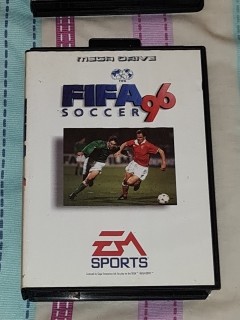 MEGA DRIVE
FIFA
SOCCER 96
EA
SPORTS